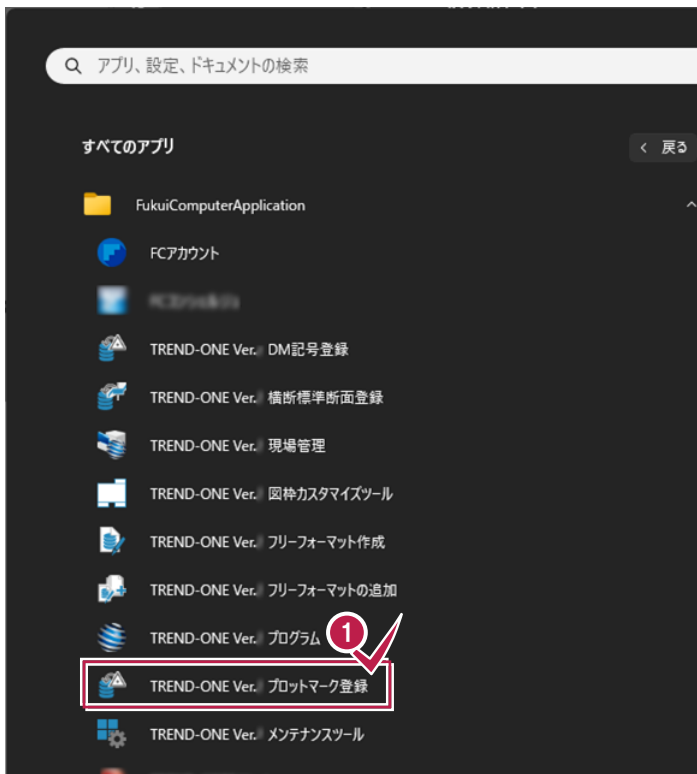 アプリ、設定、ドキュメントの検索
すべてのアプリ
< 戻る
FukuiComputerApplication
FCアカウント
TREND-ONE Ver. DM記号登録
TREND-ONE Ver. 横断標準断面登録
TREND-ONE Ver. 現場管理
TREND-ONE Ver. 図枠カスタマイズツール
TREND-ONE Ver. フリーフォーマット作成
TREND-ONE Ver. フリーフォーマットの追加
TREND-ONE Ver. プログラム
1
TREND-ONE Ver. プロットマーク登録
TREND-ONE Ver. メンテナンスツール